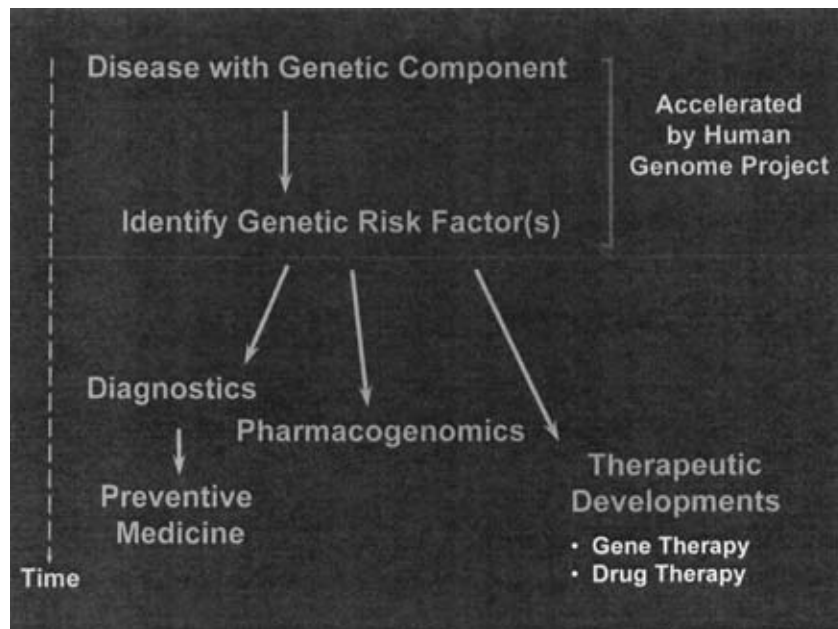 Disease with Genetic Component
Accelerated
by Human
Genome Project
Identify Genetic Risk Factor(s)
Diagnostics
Pharmacogenomics
Preventive
Medicine
Therapeutic
Developments
• Gene Therapy
• Drug Therapy
Time